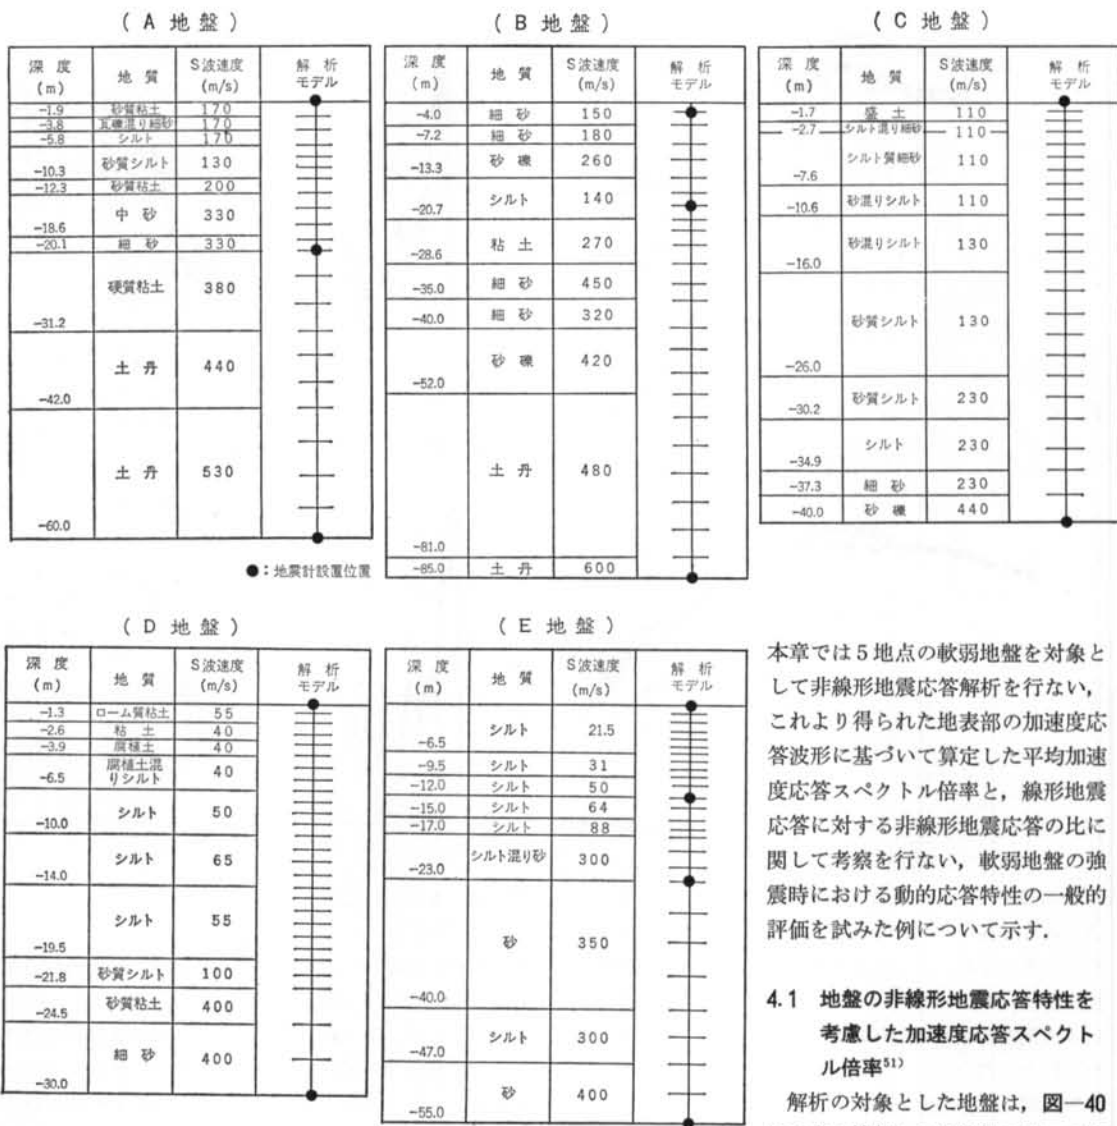 ( A 地盤 )
深度 (m) 地質 S波速度 (m/s) 解析モデル
-1.9 砂質粘土 170
-3.8 瓦礫混り細砂 170
-5.8 シルト 170
-10.3 砂質シルト 130
-12.3 砂質粘土 200
-18.6 中砂 330
-20.1 細砂 330
-31.2 硬質粘土 380
-42.0 土丹 440
-60.0 土丹 530
●：地震計設置位置
( B 地盤 )
深度 (m) 地質 S波速度 (m/s) 解析モデル
-4.0 細砂 150
-7.2 細砂 180
-13.3 砂礫 260
-20.7 シルト 140
-28.6 粘土 270
-35.0 細砂 450
-40.0 細砂 320
-52.0 砂礫 420
-81.0 土丹 480
-85.0 土丹 600
( C 地盤 )
深度 (m) 地質 S波速度 (m/s) 解析モデル
-1.7 盛土 110
-2.7 シルト混り細砂 110
-7.6 シルト質細砂 110
-10.6 砂混りシルト 110
-16.0 砂混りシルト 130
-26.0 砂質シルト 130
-30.2 砂質シルト 230
-34.9 シルト 230
-37.3 細砂 230
-40.0 砂礫 440
( D 地盤 )
深度 (m) 地質 S波速度 (m/s) 解析モデル
-1.3 ローム質粘土 55
-2.6 粘土 40
-3.9 腐植土 40
-6.5 腐植土混りシルト 40
-10.0 シルト 50
-14.0 シルト 65
-19.5 シルト 55
-21.8 砂質シルト 100
-24.5 砂質粘土 400
-30.0 細砂 400
( E 地盤 )
深度 (m) 地質 S波速度 (m/s) 解析モデル
-6.5 シルト 21.5
-9.5 シルト 31
-12.0 シルト 50
-15.0 シルト 64
-17.0 シルト 88
-23.0 シルト混り砂 300
-40.0 砂 350
-47.0 シルト 300
-55.0 砂 400
本章では5地点の軟弱地盤を対象と
して非線形地震応答解析を行ない，
これより得られた地表部の加速度応
答波形に基づいて算定した平均加速
度応答スペクトル倍率と，線形地震
応答に対する非線形地震応答の比に
関して考察を行ない，軟弱地盤の強
震時における動的応答特性の一般的
評価を試みた例について示す．
4.1 地盤の非線形地震応答特性を
考慮した加速度応答スペクト
ル倍率51)
解析の対象とした地盤は，図—40